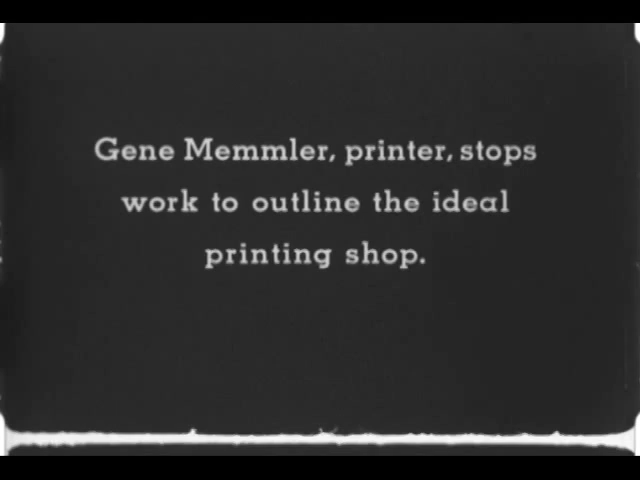 Gene Memmler, printer, stops
work to outline the ideal
printing shop.